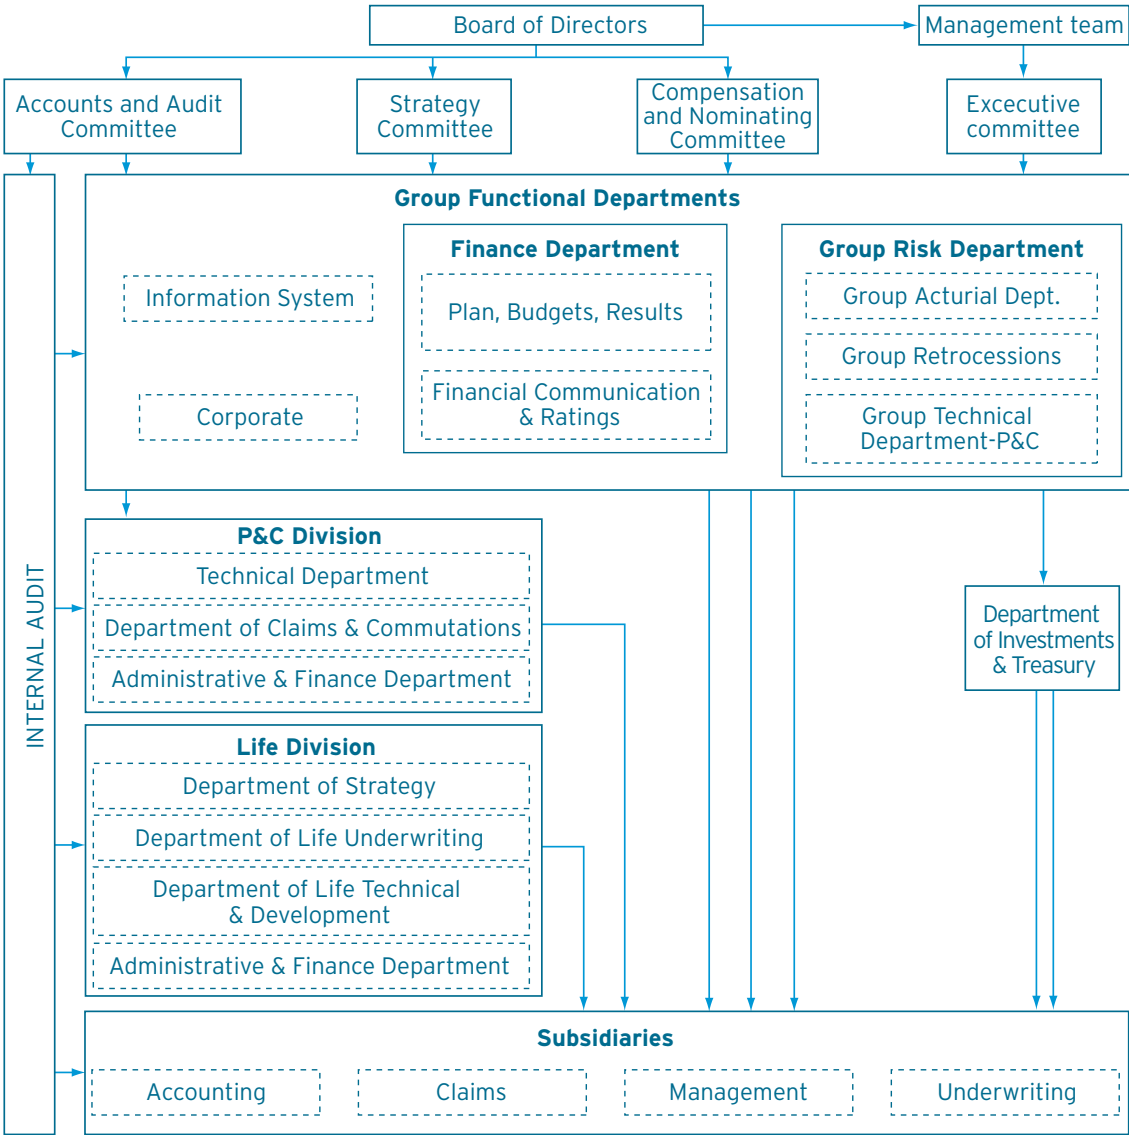 Board of Directors
Management team
Accounts and Audit
Committee
Strategy
Committee
Compensation
and Nominating
Committee
Excecutive
committee
Group Functional Departments
Information System
Corporate
Finance Department
Plan, Budgets, Results
Financial Communication
& Ratings
Group Risk Department
Group Acturial Dept.
Group Retrocessions
Group Technical
Department-P&C
INTERNAL AUDIT
P&C Division
Technical Department
Department of Claims & Commutations
Administrative & Finance Department
Department
of Investments
& Treasury
Life Division
Department of Strategy
Department of Life Underwriting
Department of Life Technical
& Development
Administrative & Finance Department
Subsidiaries
Accounting
Claims
Management
Underwriting